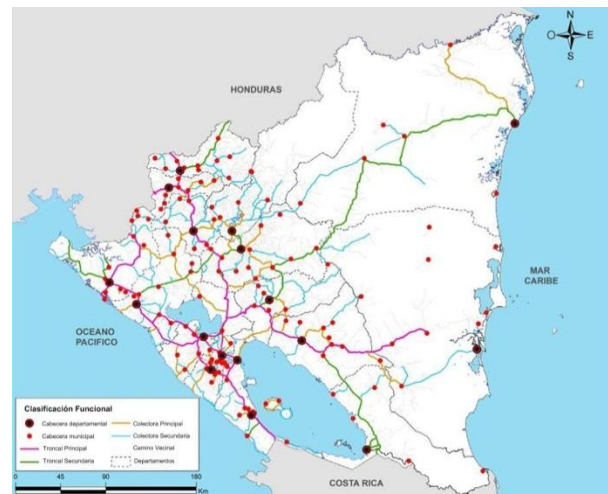 N
O E
S
HONDURAS
MAR
CARIBE
OCEANO
PACIFICO
COSTA RICA
Clasificación Funcional
Cabecera departamental
Cabecera municipal
Troncal Principal
Troncal Secundaria
Colectora Principal
Colectora Secundaria
Camino Vecinal
Departamentos
0 45 90 180
Km